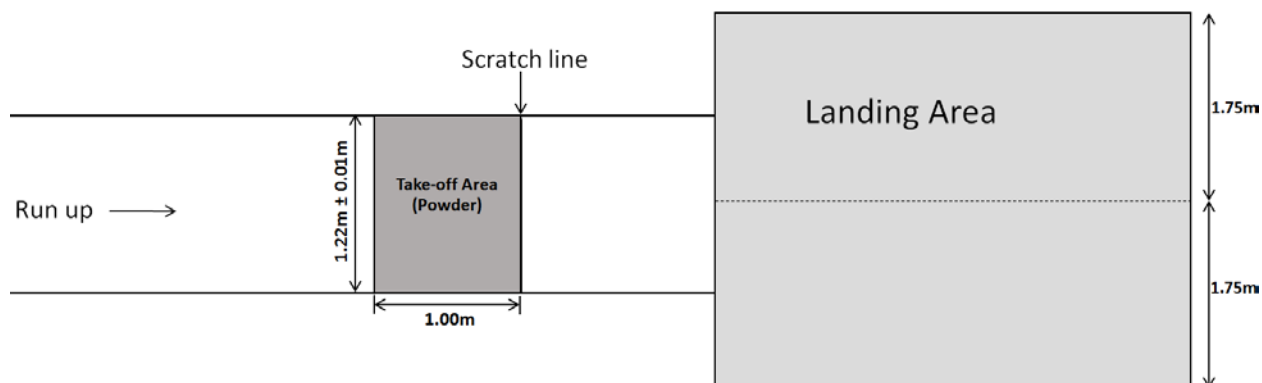 Scratch line
Landing Area
1.75m
Take-off Area
(Powder)
1.22m ± 0.01m
Run up
1.75m
1.00m